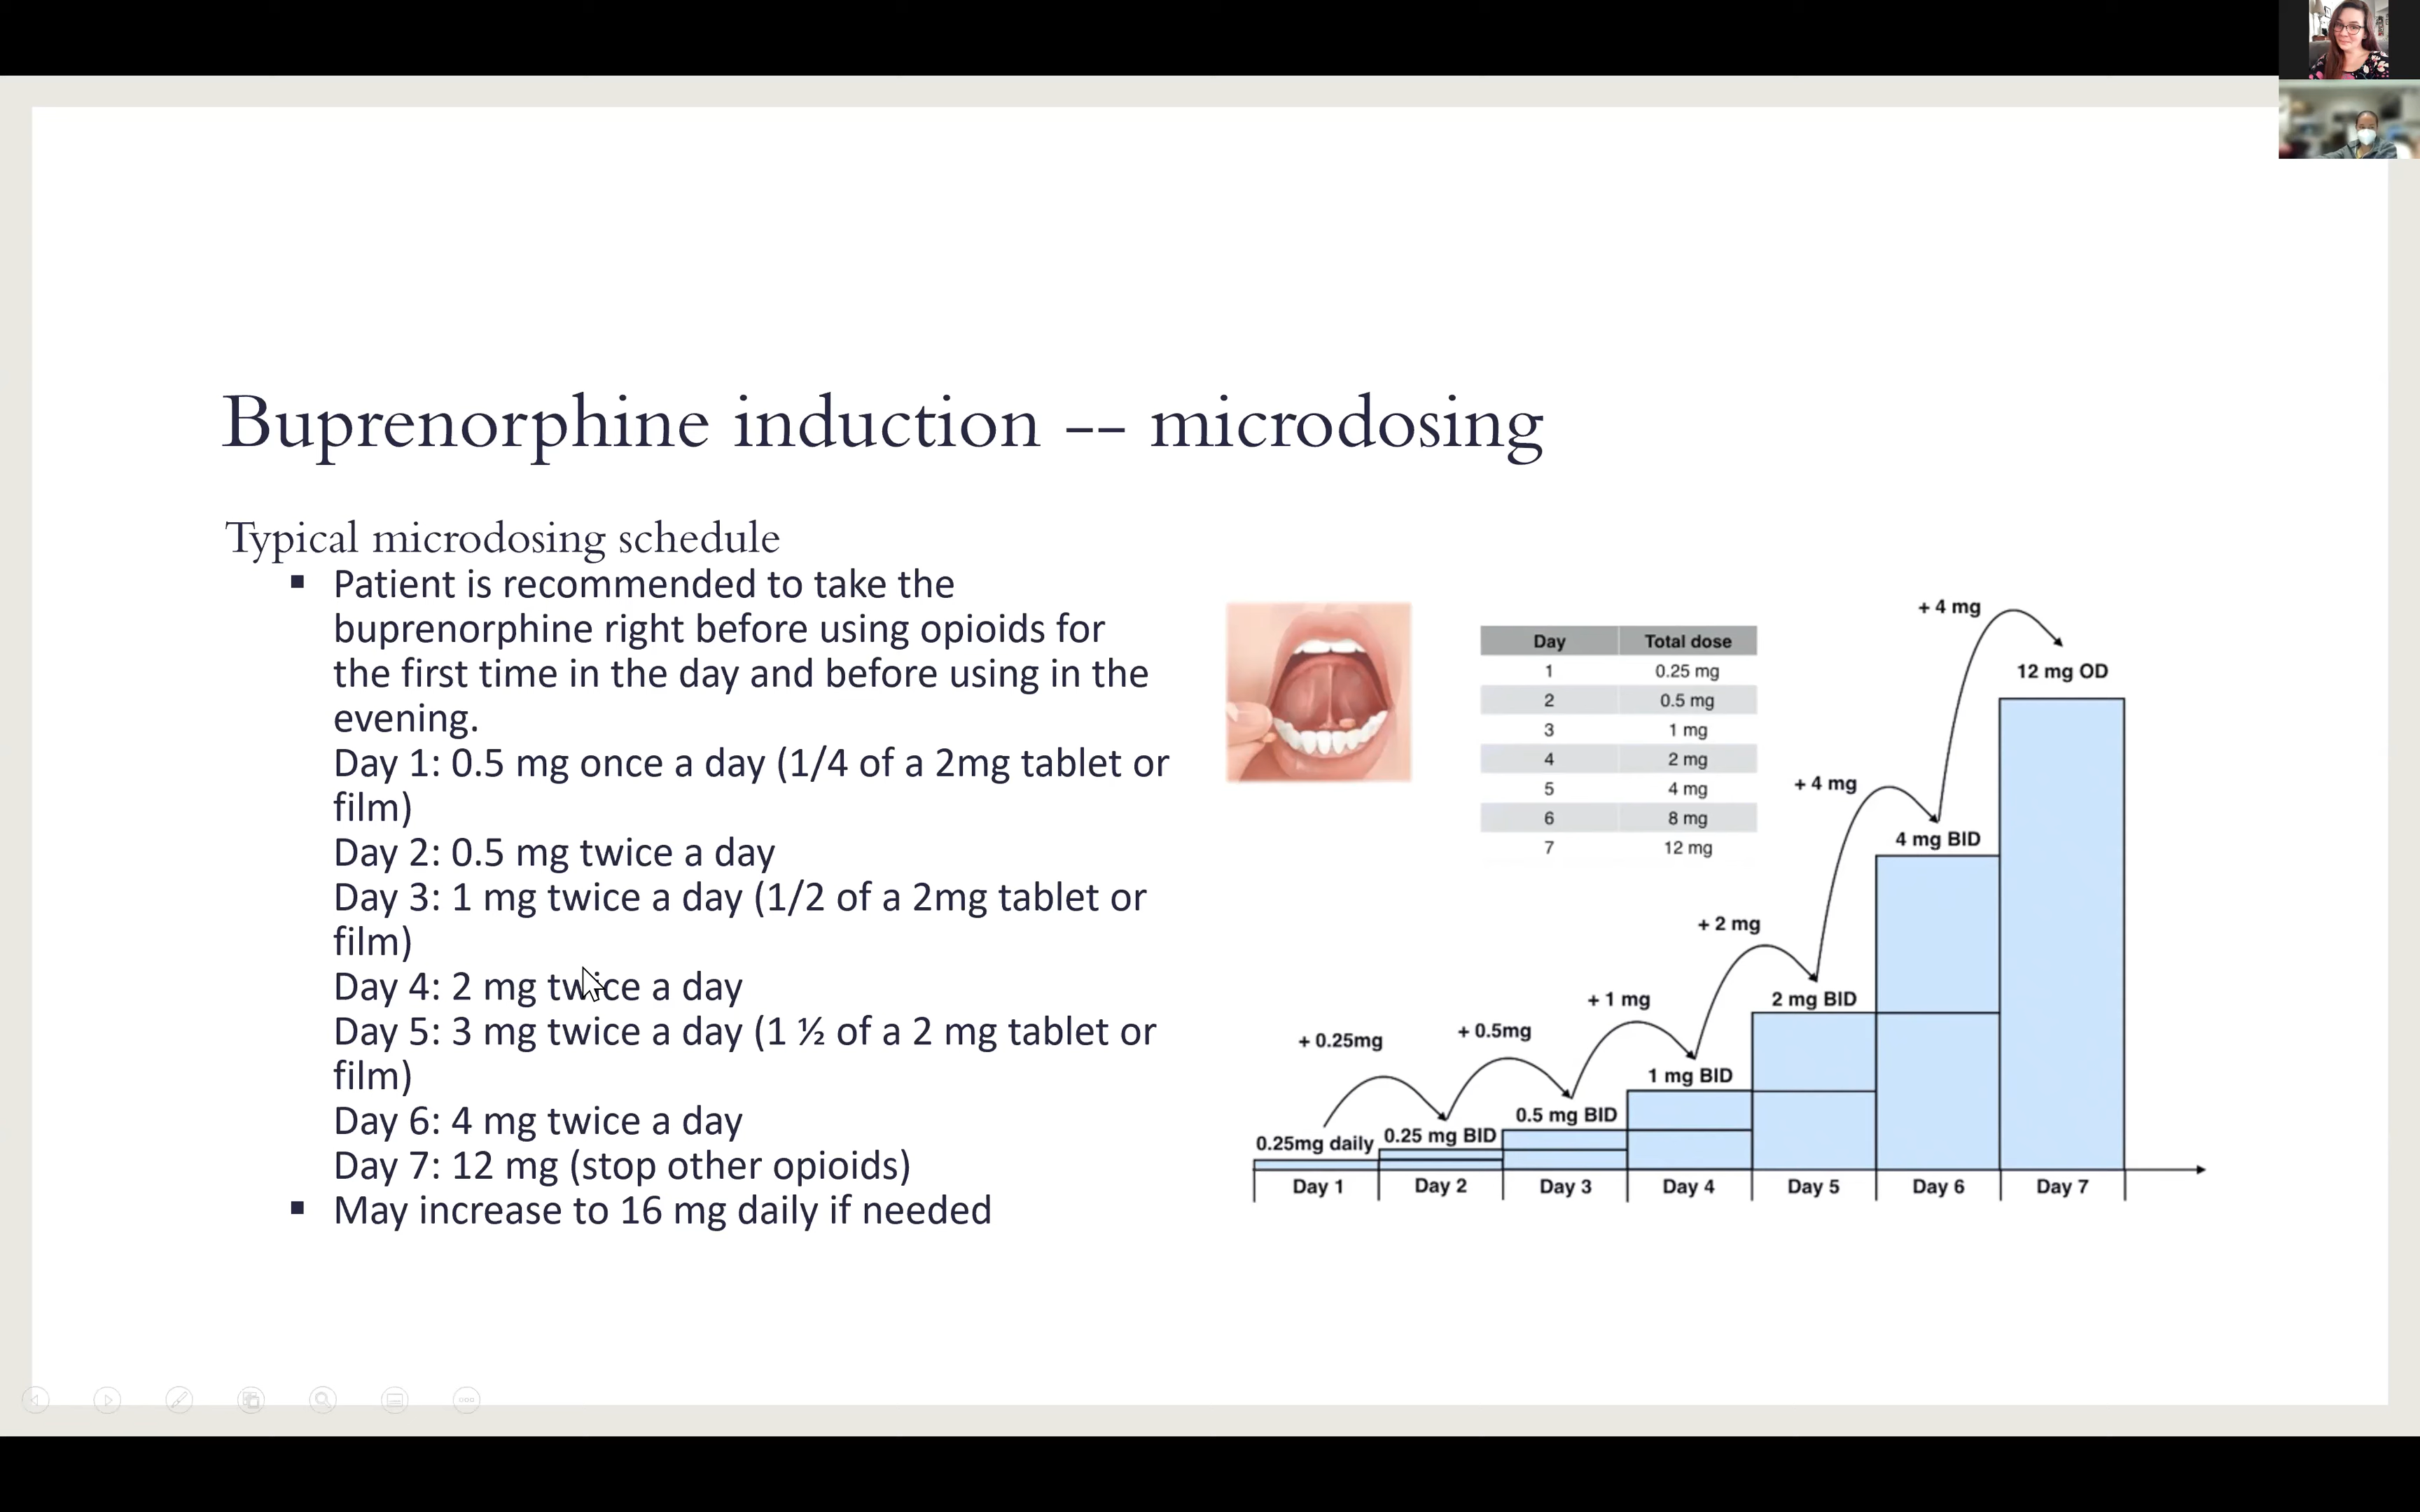 Buprenorphine induction -- microdosing
Typical microdosing schedule
▪ Patient is recommended to take the
buprenorphine right before using opioids for
the first time in the day and before using in the
evening.
Day 1: 0.5 mg once a day (1/4 of a 2mg tablet or
film)
Day 2: 0.5 mg twice a day
Day 3: 1 mg twice a day (1/2 of a 2mg tablet or
film)
Day 4: 2 mg twice a day
Day 5: 3 mg twice a day (1 ½ of a 2 mg tablet or
film)
Day 6: 4 mg twice a day
Day 7: 12 mg (stop other opioids)
▪ May increase to 16 mg daily if needed
Day Total dose
1 0.25 mg
2 0.5 mg
3 1 mg
4 2 mg
5 4 mg
6 8 mg
7 12 mg
+ 0.25mg
+ 0.5mg
+ 1 mg
+ 2 mg
+ 4 mg
+ 4 mg
0.25mg daily
0.25 mg BID
0.5 mg BID
1 mg BID
2 mg BID
4 mg BID
12 mg OD
Day 1 Day 2 Day 3 Day 4 Day 5 Day 6 Day 7